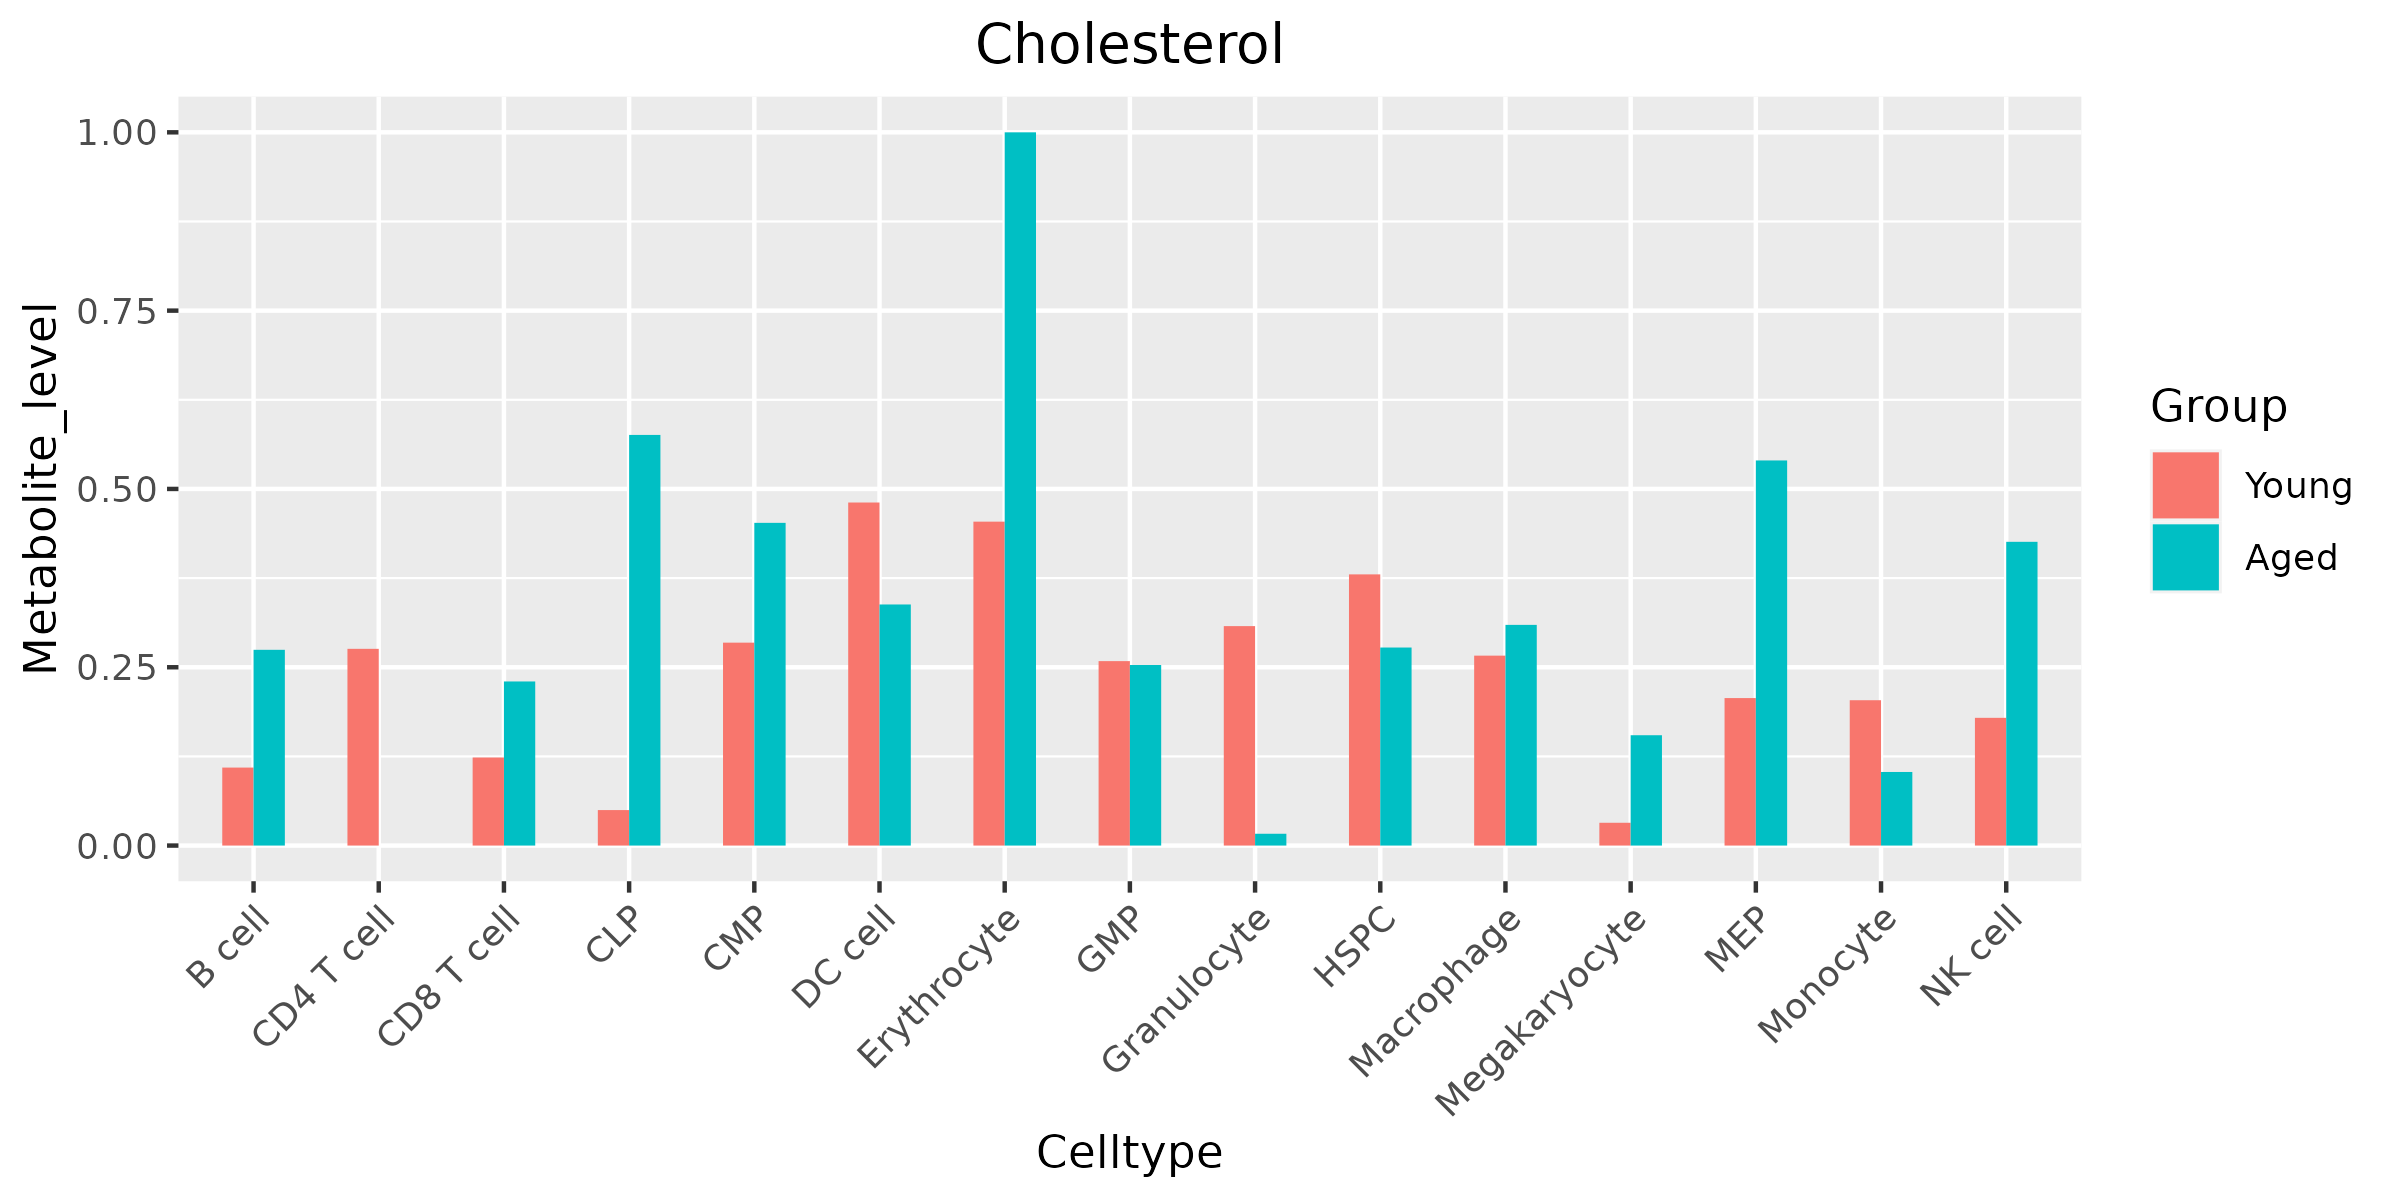 Cholesterol
Metabolite_level
1.00
0.75
0.50
0.25
0.00
B cell
CD4 T cell
CD8 T cell
CLP
CMP
DC cell
Erythrocyte
GMP
Granulocyte
HSPC
Macrophage
Megakaryocyte
MEP
Monocyte
NK cell
Celltype
Group
Young
Aged